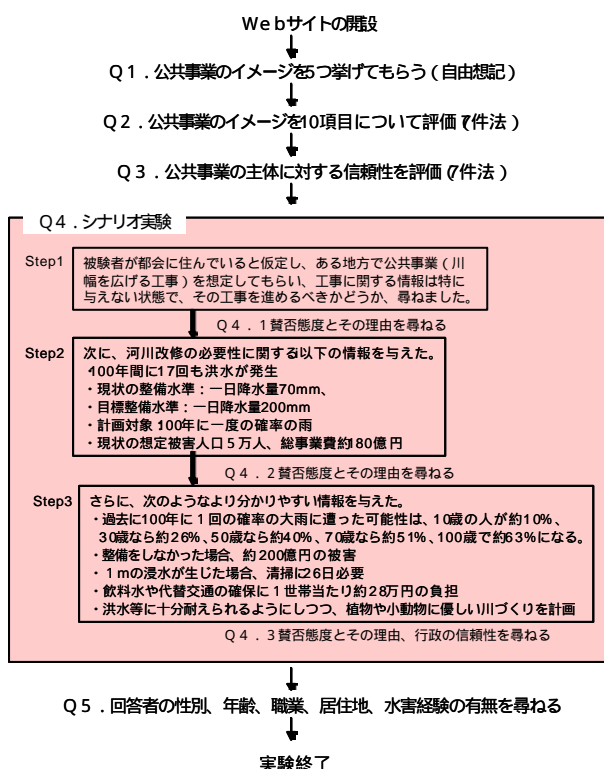 Ｗｅｂサイトの開設
Ｑ１．公共事業のイメージを5つ挙げてもらう（自由想記）
Ｑ２．公共事業のイメージを10項目について評価（7件法）
Ｑ３．公共事業の主体に対する信頼性を評価（7件法）
Ｑ４．シナリオ実験
Step1
被験者が都会に住んでいると仮定し、ある地方で公共事業（川
幅を広げる工事）を想定してもらい、工事に関する情報は特に
与えない状態で、その工事を進めるべきかどうか、尋ねました。
Ｑ４．１賛否態度とその理由を尋ねる
Step2
次に、河川改修の必要性に関する以下の情報を与えた。
・100年間に17回も洪水が発生
・現状の整備水準：一日降水量70mm、
・目標整備水準：一日降水量200mm
・計画対象：100年に一度の確率の雨
・現状の想定被害人口５万人、総事業費約180億円
Ｑ４．２賛否態度とその理由を尋ねる
Step3
さらに、次のようなより分かりやすい情報を与えた。
・過去に100年に１回の確率の大雨に遭った可能性は、10歳の人が約10%、
30歳なら約26%、50歳なら約40%、70歳なら約51%、100歳で約63%になる。
・整備をしなかった場合、約200億円の被害
・１mの浸水が生じた場合、清掃に26日必要
・飲料水や代替交通の確保に１世帯当たり約28万円の負担
・洪水等に十分耐えられるようにしつつ、植物や小動物に優しい川づくりを計画
Ｑ４．３賛否態度とその理由、行政の信頼性を尋ねる
Ｑ５．回答者の性別、年齢、職業、居住地、水害経験の有無を尋ねる
実験終了